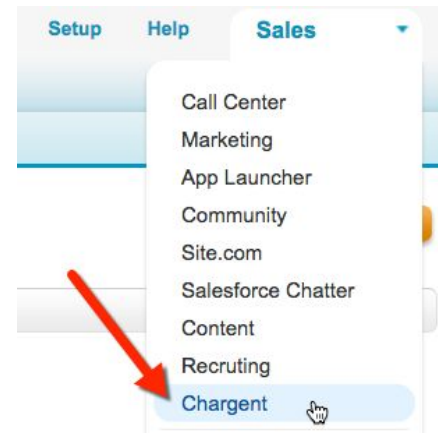 Setup Help Sales
Call Center
Marketing
App Launcher
Community
Site.com
Salesforce Chatter
Content
Recruting
Chargent